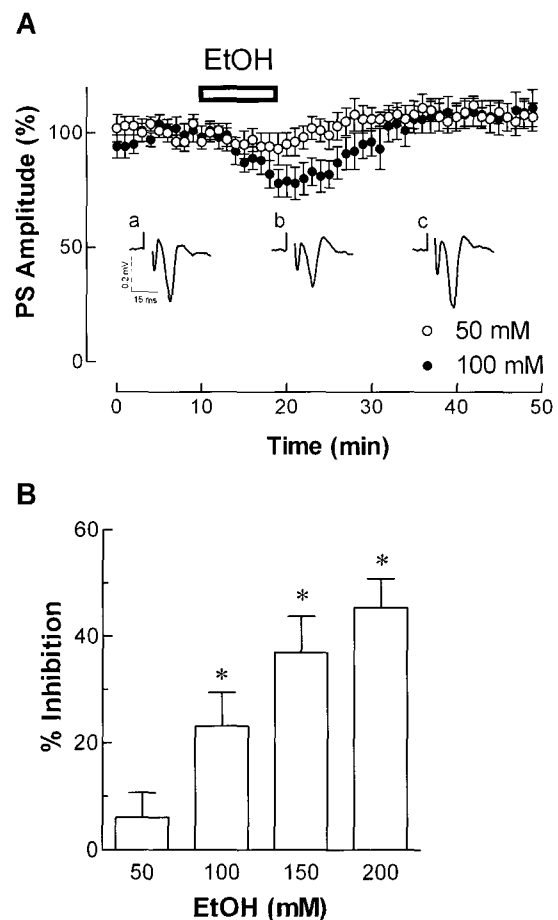 A
EtOH
PS Amplitude (%)
100
50
0
a
b
c
0.2 mV
15 ms
50 mM
100 mM
0 10 20 30 40 50
Time (min)
B
% Inhibition
60
40
20
0
*
*
*
50 100 150 200
EtOH (mM)